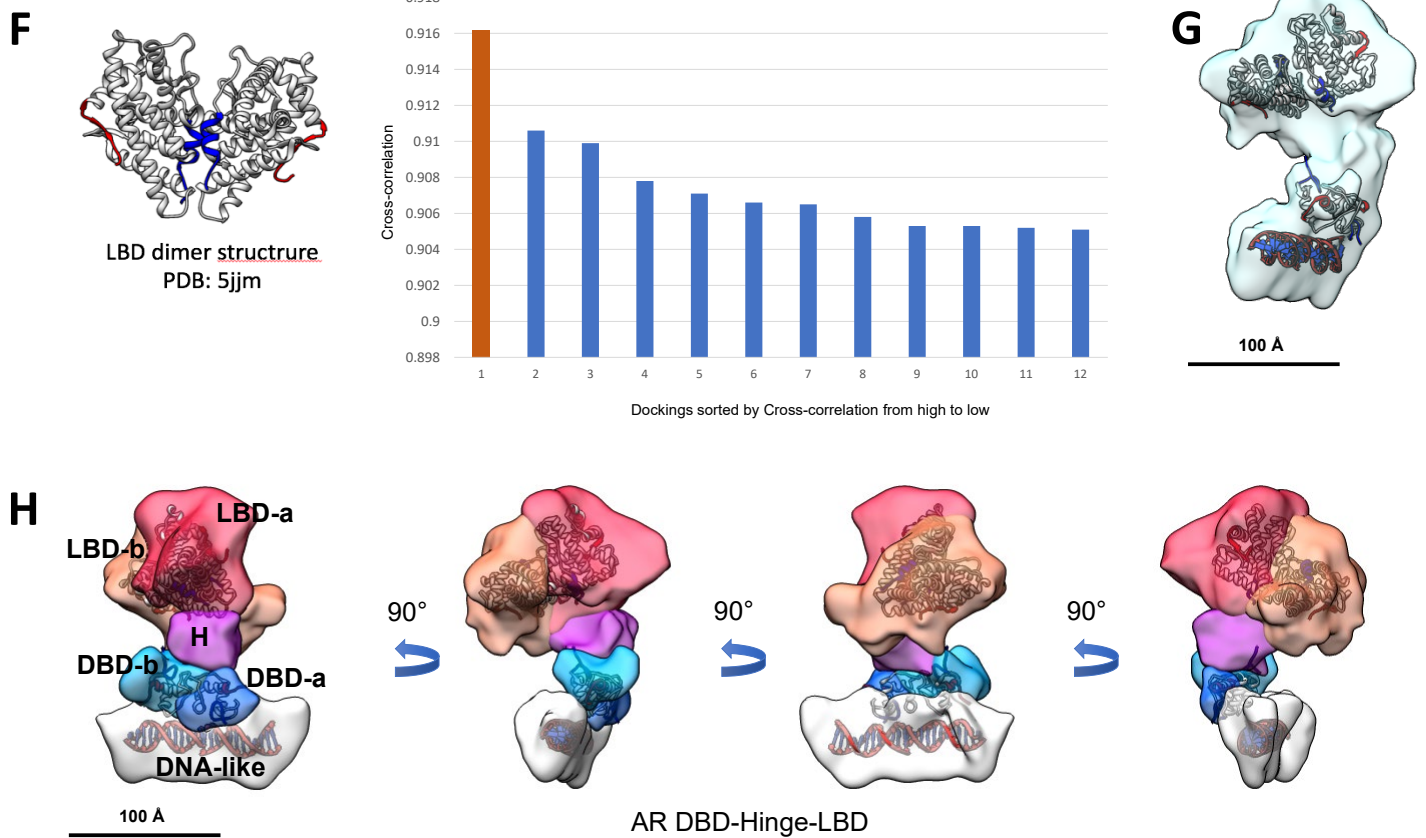 F
LBD dimer structrure
PDB: 5jjm
Cross-correlation
0.918
0.916
0.914
0.912
0.91
0.908
0.906
0.904
0.902
0.9
0.898
1 2 3 4 5 6 7 8 9 10 11 12
Dockings sorted by Cross-correlation from high to low
G
100 Å
H
LBD-a
LBD-b
H
DBD-b
DBD-a
DNA-like
90° 90° 90°
100 Å
AR DBD-Hinge-LBD